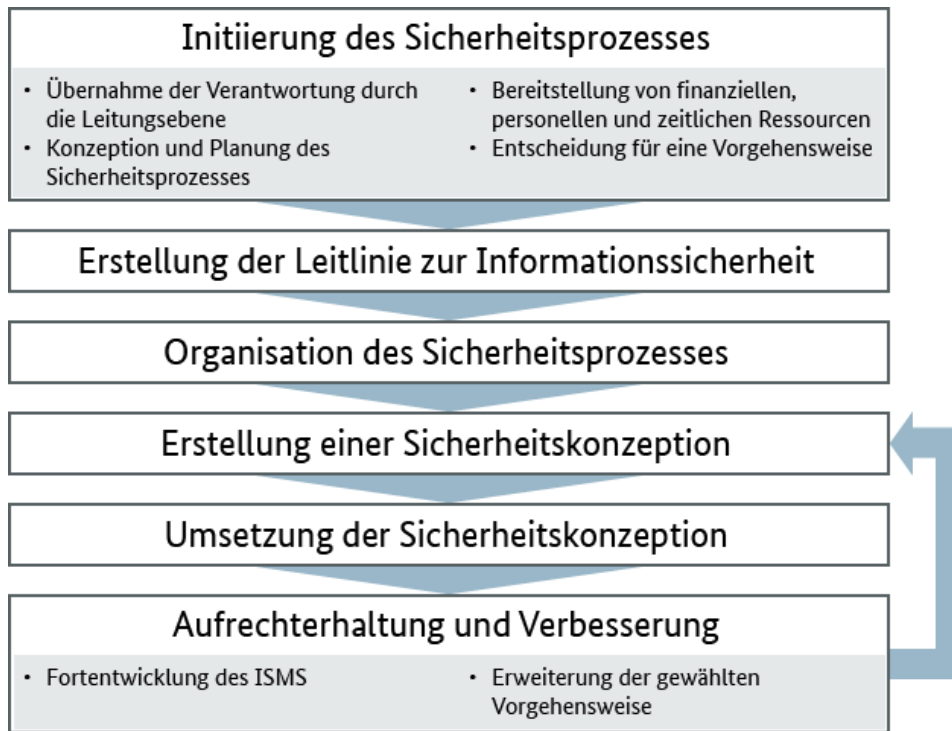 Initiierung des Sicherheitsprozesses
• Übernahme der Verantwortung durch
die Leitungsebene
• Konzeption und Planung des
Sicherheitsprozesses
• Bereitstellung von finanziellen,
personellen und zeitlichen Ressourcen
• Entscheidung für eine Vorgehensweise
Erstellung der Leitlinie zur Informationssicherheit
Organisation des Sicherheitsprozesses
Erstellung einer Sicherheitskonzeption
Umsetzung der Sicherheitskonzeption
Aufrechterhaltung und Verbesserung
• Fortentwicklung des ISMS
• Erweiterung der gewählten
Vorgehensweise